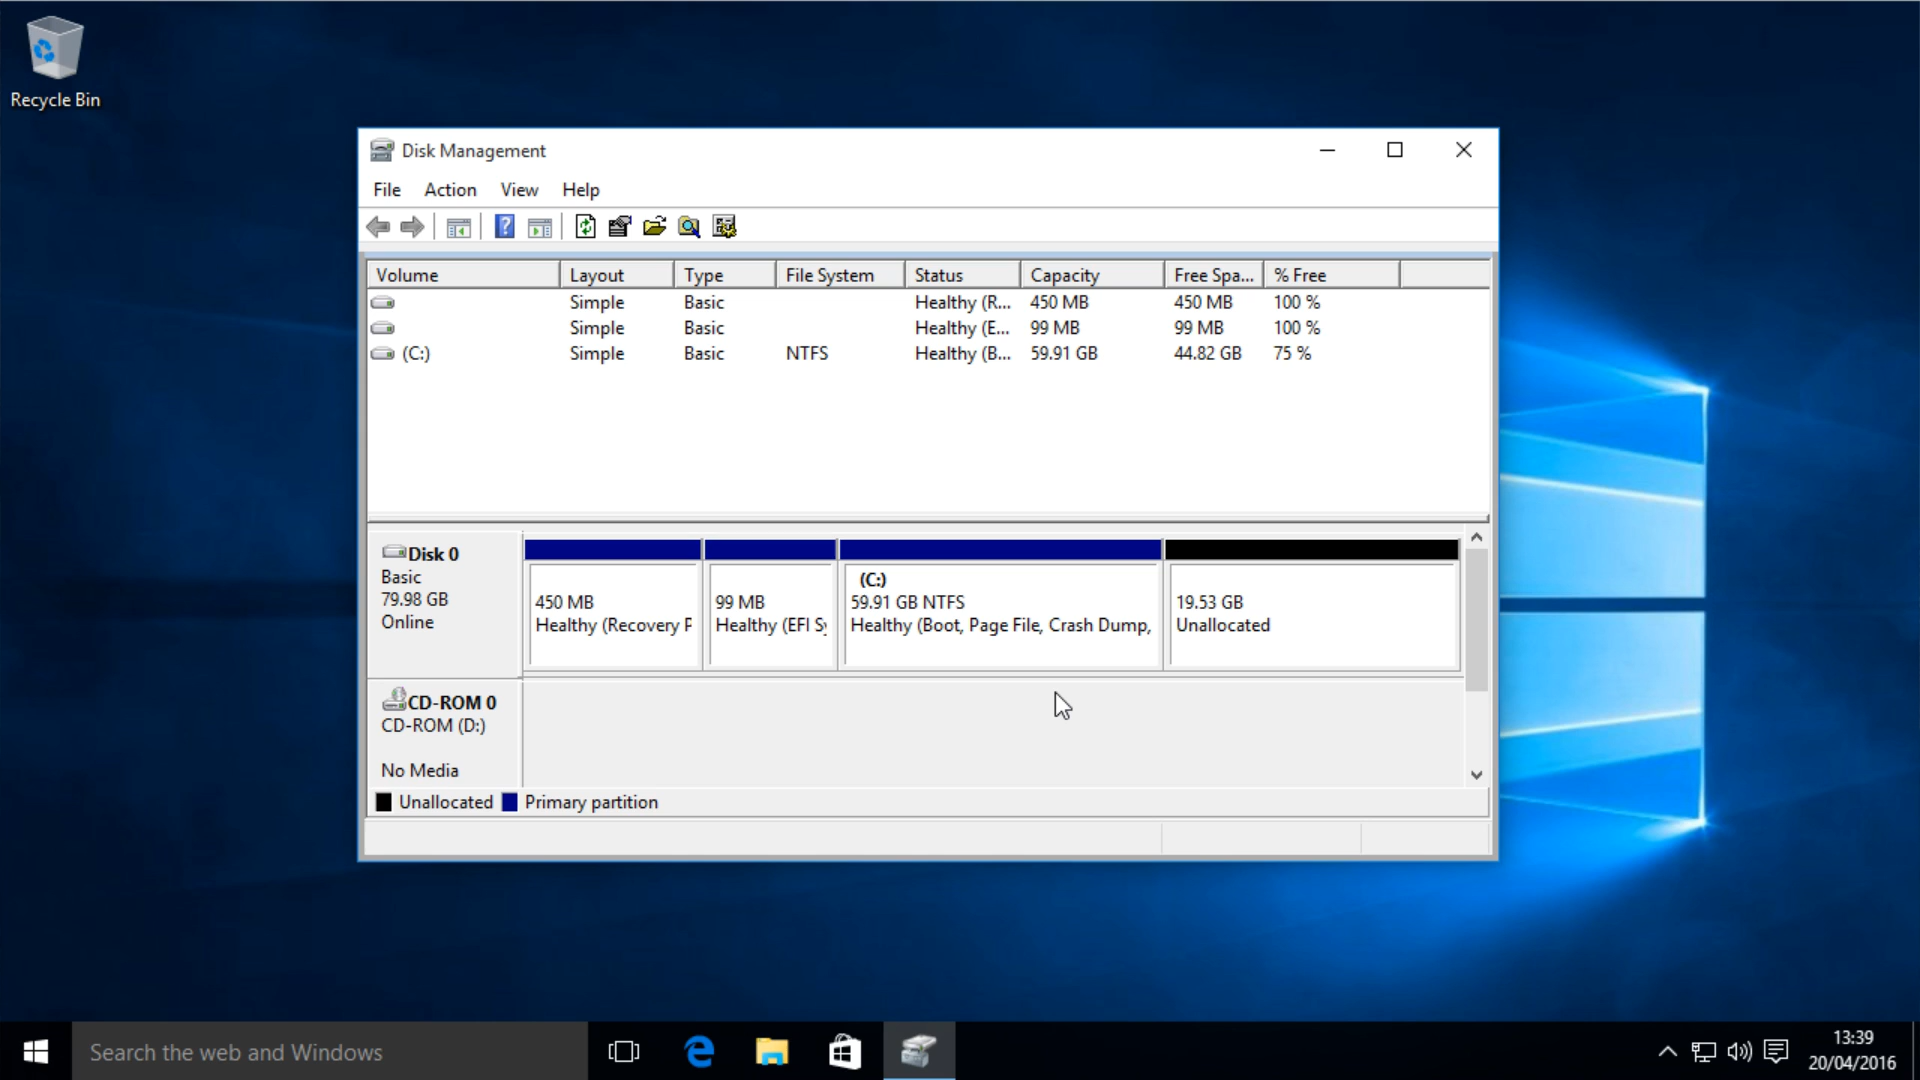 Recycle Bin
Disk Management
File Action View Help
Volume Layout Type File System Status Capacity Free Spa... % Free
Simple Basic Healthy (R... 450 MB 450 MB 100 %
Simple Basic Healthy (E... 99 MB 99 MB 100 %
(C:) Simple Basic NTFS Healthy (B... 59.91 GB 44.82 GB 75 %
Disk 0
Basic
79.98 GB
Online
450 MB
Healthy (Recovery P
99 MB
Healthy (EFI Sy
(C:)
59.91 GB NTFS
Healthy (Boot, Page File, Crash Dump,
19.53 GB
Unallocated
CD-ROM 0
CD-ROM (D:)
No Media
Unallocated Primary partition
Search the web and Windows
13:39
20/04/2016